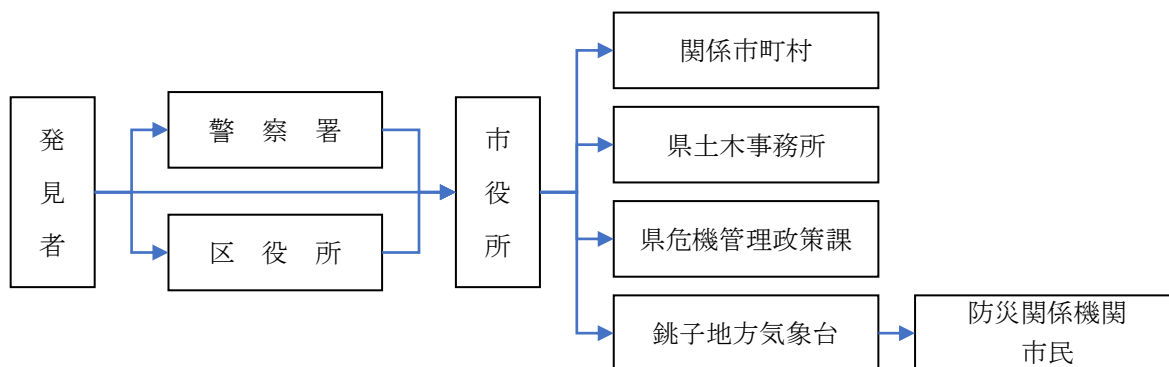 発見者
警察署
区役所
市役所
関係市町村
県土木事務所
県危機管理政策課
銚子地方気象台
防災関係機関
市民